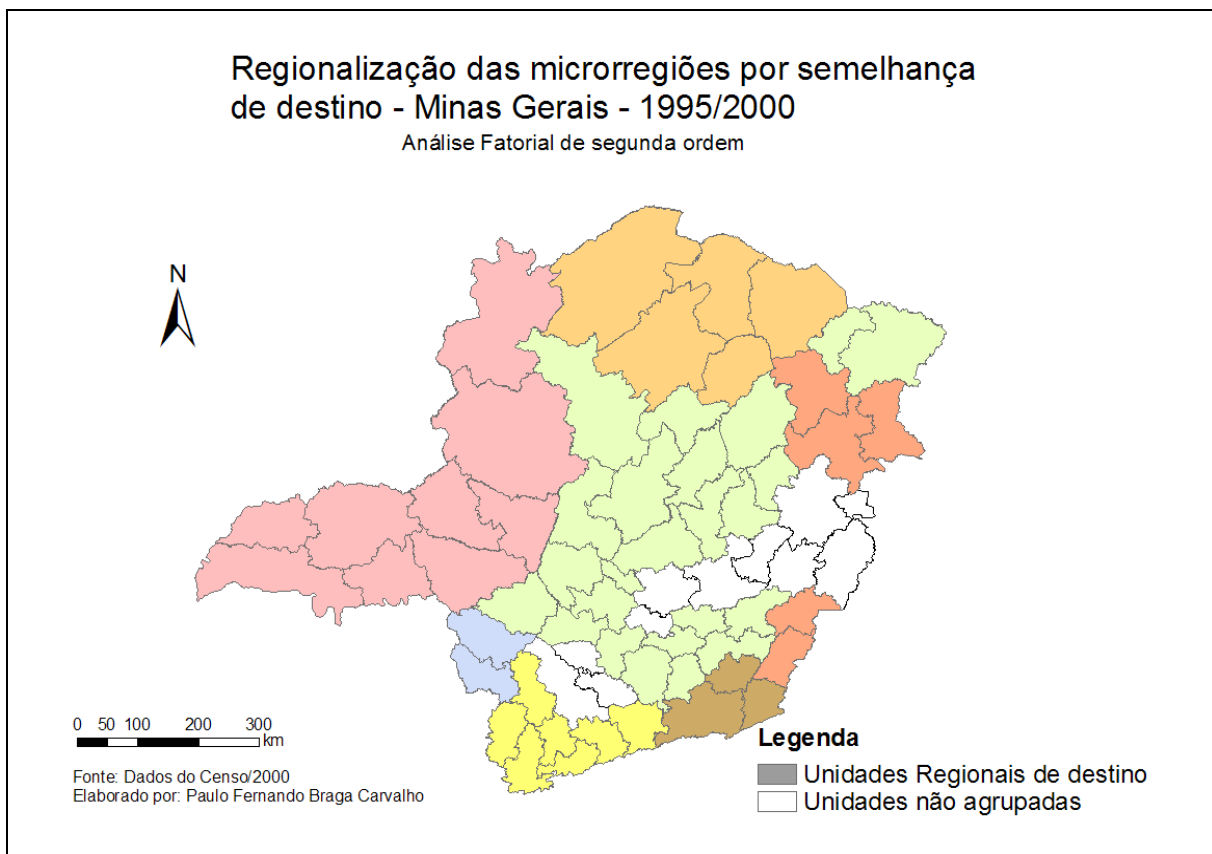 Regionalização das microrregiões por semelhança
de destino - Minas Gerais - 1995/2000
Análise Fatorial de segunda ordem
N
0 50 100 200 300
km
Fonte: Dados do Censo/2000
Elaborado por: Paulo Fernando Braga Carvalho
Legenda
Unidades Regionais de destino
Unidades não agrupadas